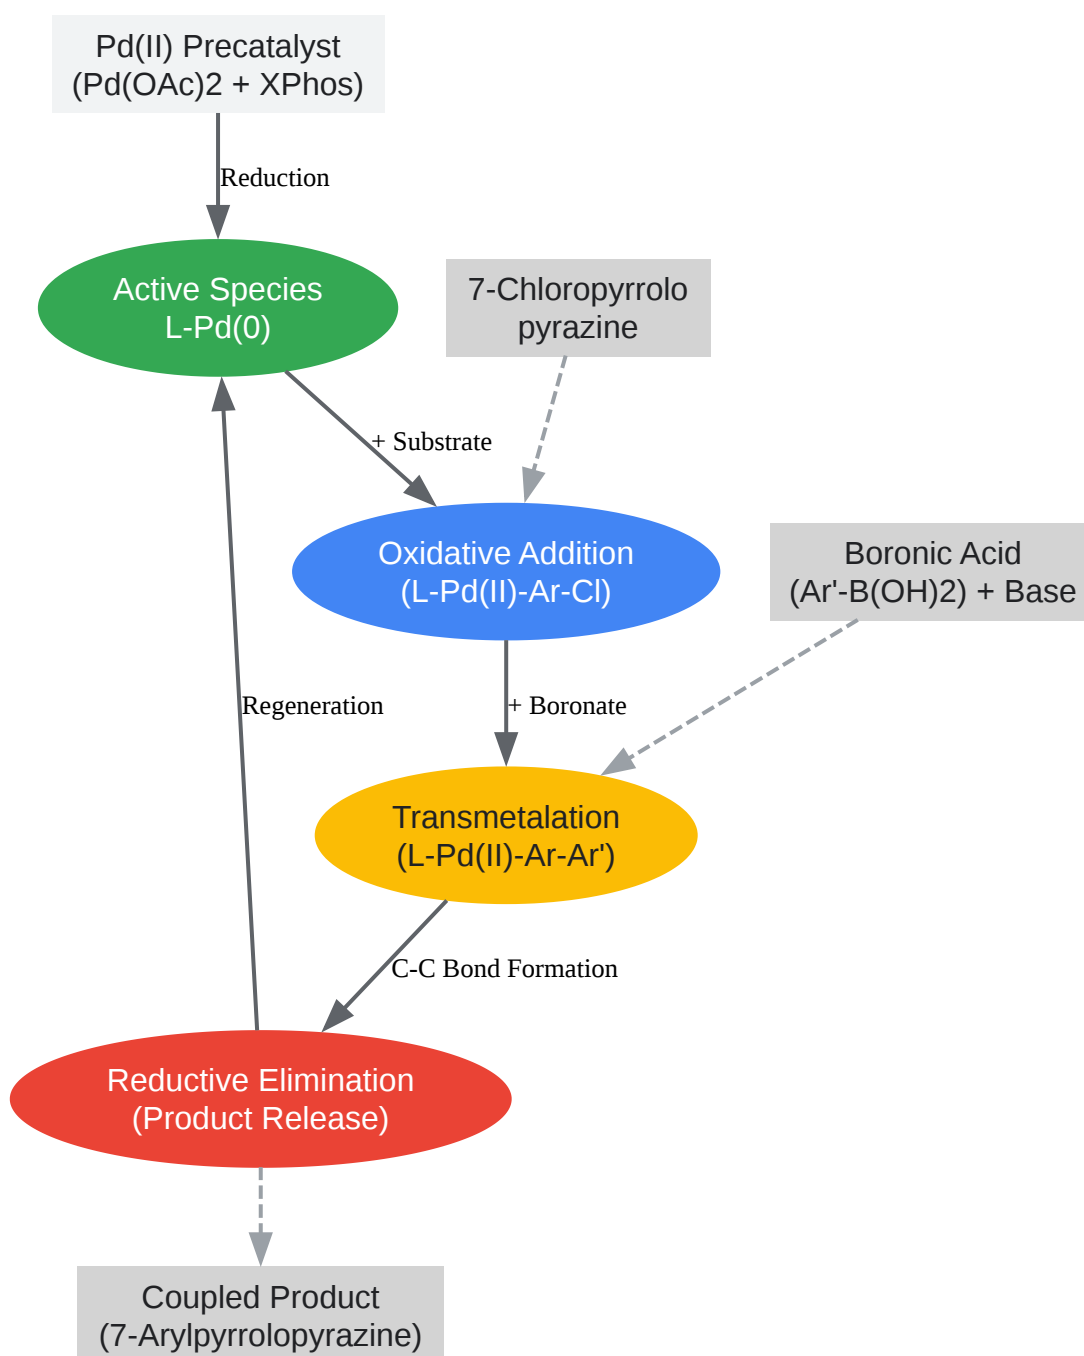 Pd(II) Precatalyst
(Pd(OAc)2 + XPhos)
Reduction
Active Species
L-Pd(0)
7-Chloropyrrolo
pyrazine
+ Substrate
Oxidative Addition
(L-Pd(II)-Ar-Cl)
Boronic Acid
(Ar'-B(OH)2) + Base
Regeneration
+ Boronate
Transmetalation
(L-Pd(II)-Ar-Ar')
C-C Bond Formation
Reductive Elimination
(Product Release)
Coupled Product
(7-Arylpyrrolopyrazine)